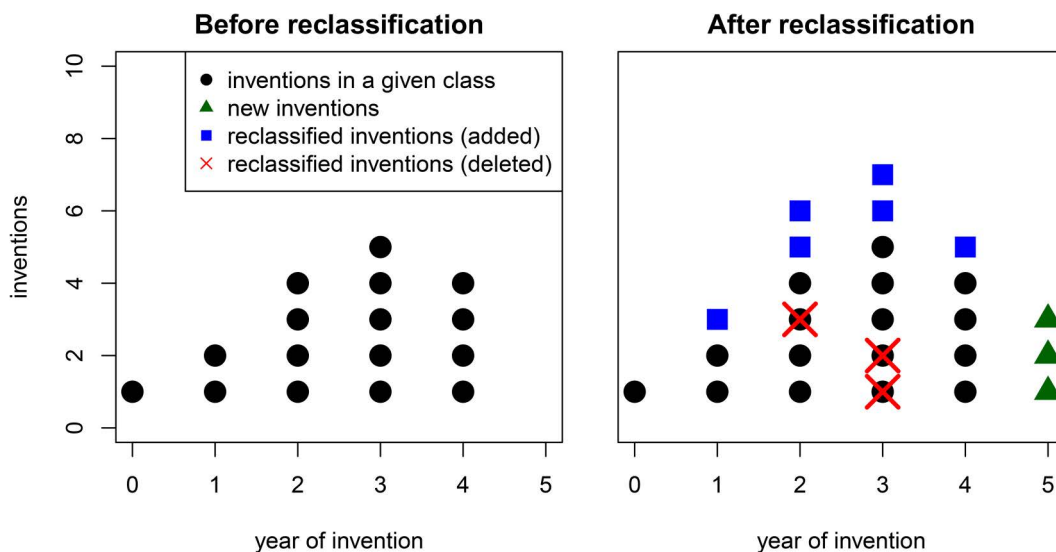 Before reclassification
After reclassification
inventions in a given class
new inventions
reclassified inventions (added)
reclassified inventions (deleted)
inventions
10
8
6
4
2
0
0 1 2 3 4 5
0 1 2 3 4 5
year of invention
year of invention